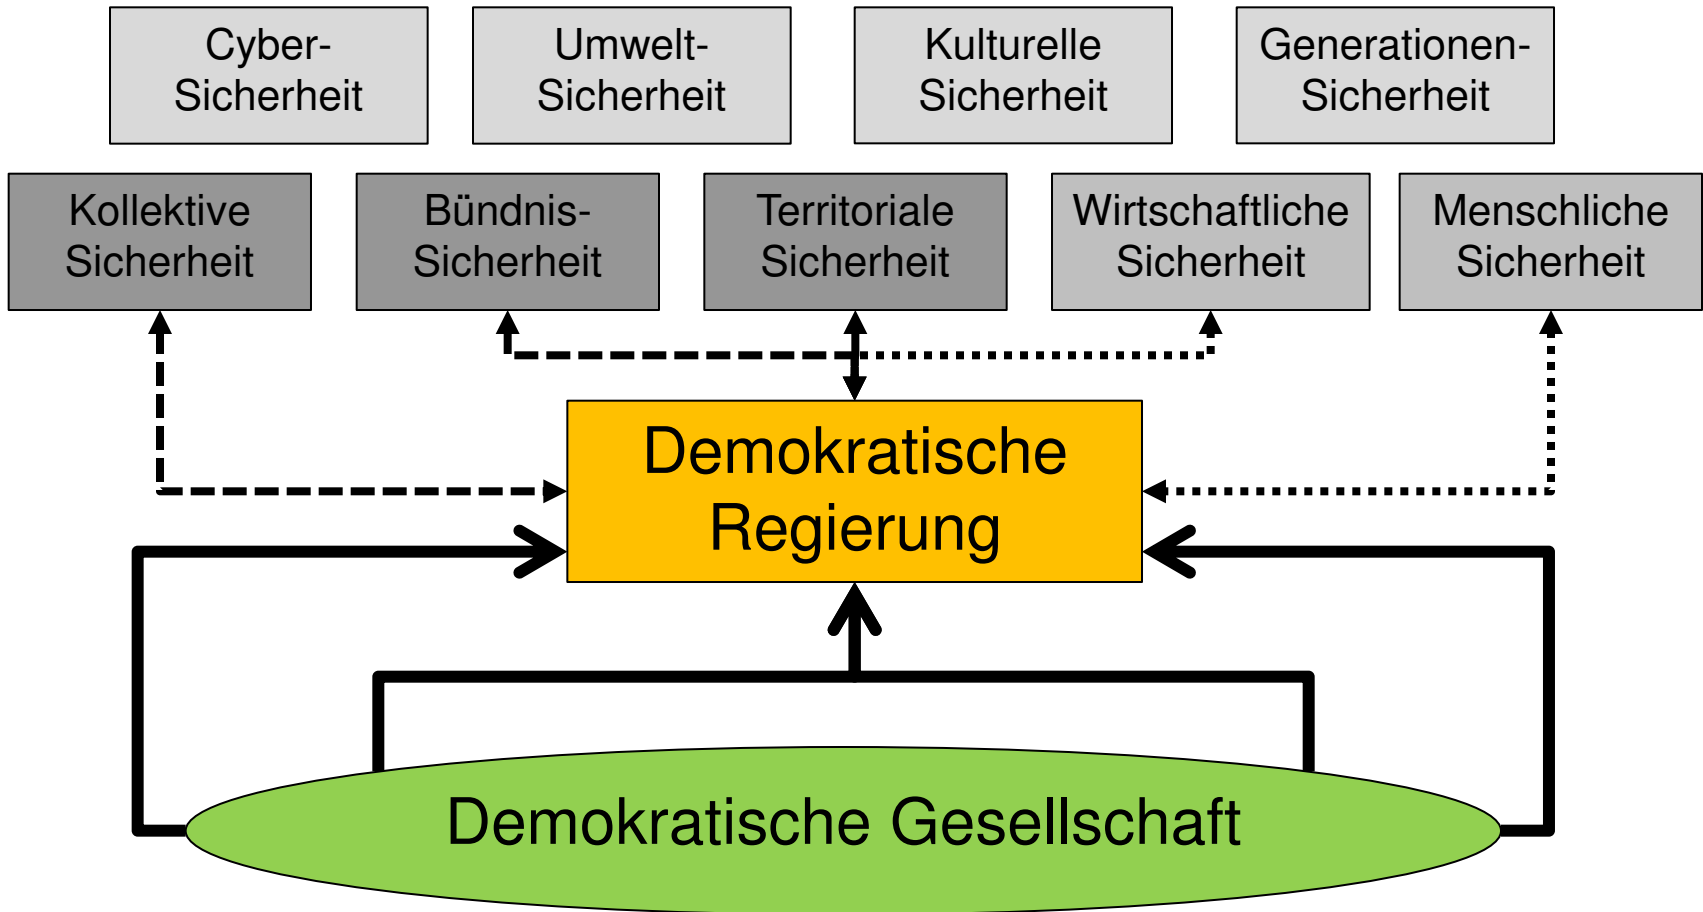 Cyber-
Sicherheit
Umwelt-
Sicherheit
Kulturelle
Sicherheit
Generationen-
Sicherheit
Kollektive
Sicherheit
Bündnis-
Sicherheit
Territoriale
Sicherheit
Wirtschaftliche
Sicherheit
Menschliche
Sicherheit
Demokratische
Regierung
Demokratische Gesellschaft